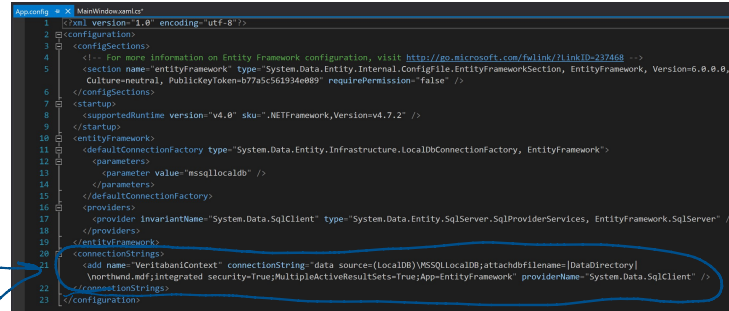 App.config MainWindow.xaml.cs*
1 <?xml version="1.0" encoding="utf-8"?>
2 <configuration>
3 <configSections>
4 <!-- For more information on Entity Framework configuration, visit http://go.microsoft.com/fwlink/?LinkID=237468 -->
5 <section name="entityFramework" type="System.Data.Entity.Internal.ConfigFile.EntityFrameworkSection, EntityFramework, Version=6.0.0.0,
Culture=neutral, PublicKeyToken=b77a5c561934e089" requirePermission="false" />
6 </configSections>
7 <startup>
8 <supportedRuntime version="v4.0" sku=".NETFramework,Version=v4.7.2" />
9 </startup>
10 <entityFramework>
11 <defaultConnectionFactory type="System.Data.Entity.Infrastructure.LocalDbConnectionFactory, EntityFramework">
12 <parameters>
13 <parameter value="mssqllocaldb" />
14 </parameters>
15 </defaultConnectionFactory>
16 <providers>
17 <provider invariantName="System.Data.SqlClient" type="System.Data.Entity.SqlServer.SqlProviderServices, EntityFramework.SqlServer" /
18 </providers>
19 </entityFramework>
20 <connectionStrings>
21 <add name="VeritabaniContext" connectionString="data source=(LocalDB)\MSSQLLocalDB;attachdbfilename=|DataDirectory|
\northwnd.mdf;integrated security=True;MultipleActiveResultSets=True;App=EntityFramework" providerName="System.Data.SqlClient" />
22 </connectionStrings>
23 </configuration>